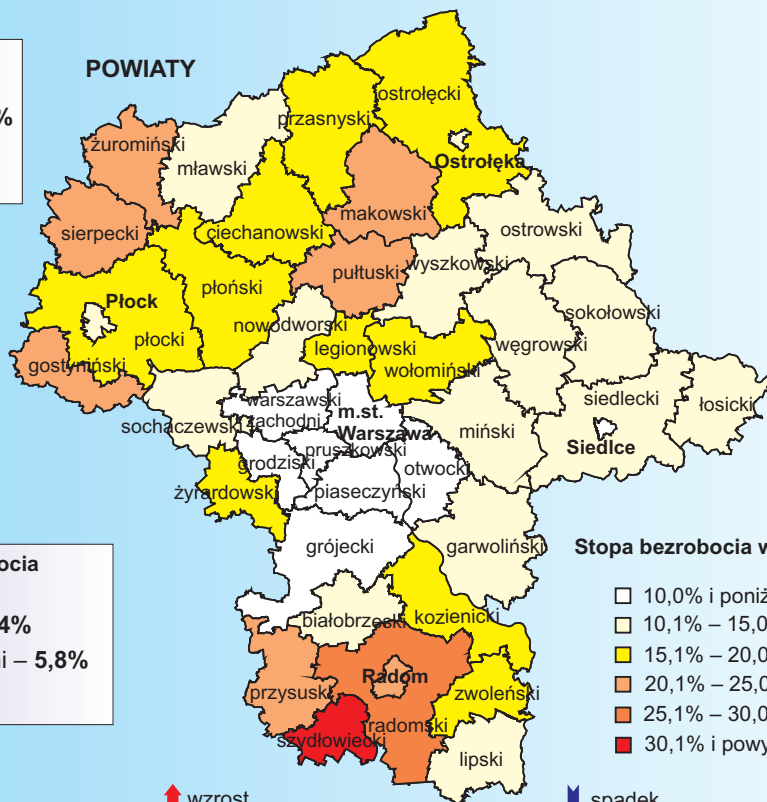 POWIATY
%
ostrołęcki
przasnyski
żuromiński
mławski
Ostrołęka
makowski
ciechanowski
sierpecki
ostrowski
wyszkowski
pułtuski
płoński
Płock
sokołowski
nowodworski
płocki
węgrowski
legionowski
gostyniński
wołomiński
siedlecki
warszawski
zachodni
m.st.
Warszawa
łosicki
sochaczewski
miński
Siedlce
pruszkowski
grodziski
otwocki
żyrardowski
piaseczyński
grójecki
garwoliński
ocia
4%
i – 5,8%
Stopa bezrobocia w
10,0% i poniż
10,1% – 15,0
15,1% – 20,0
20,1% – 25,0
25,1% – 30,0
30,1% i powy
białobrzeski
kozienicki
Radom
przysuski
zwoleński
radomski
szydłowiecki
lipski
wzrost
spadek